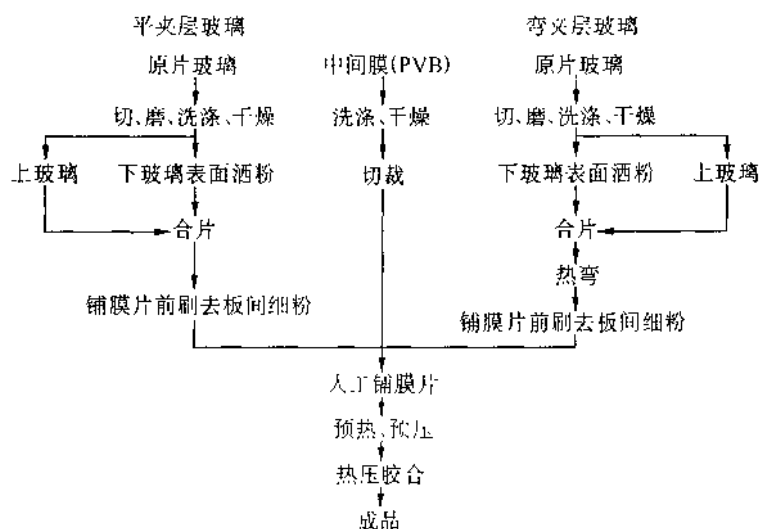 平夹层玻璃
弯夹层玻璃
原片玻璃
中间膜(PVB)
原片玻璃
切、磨、洗涤、干燥
洗涤、干燥
切、磨、洗涤、干燥
上玻璃
下玻璃表面洒粉
切裁
下玻璃表面洒粉
上玻璃
合片
合片
热弯
铺膜片前刷去板间细粉
铺膜片前刷去板间细粉
人工铺膜片
预热、预压
热压胶合
成品